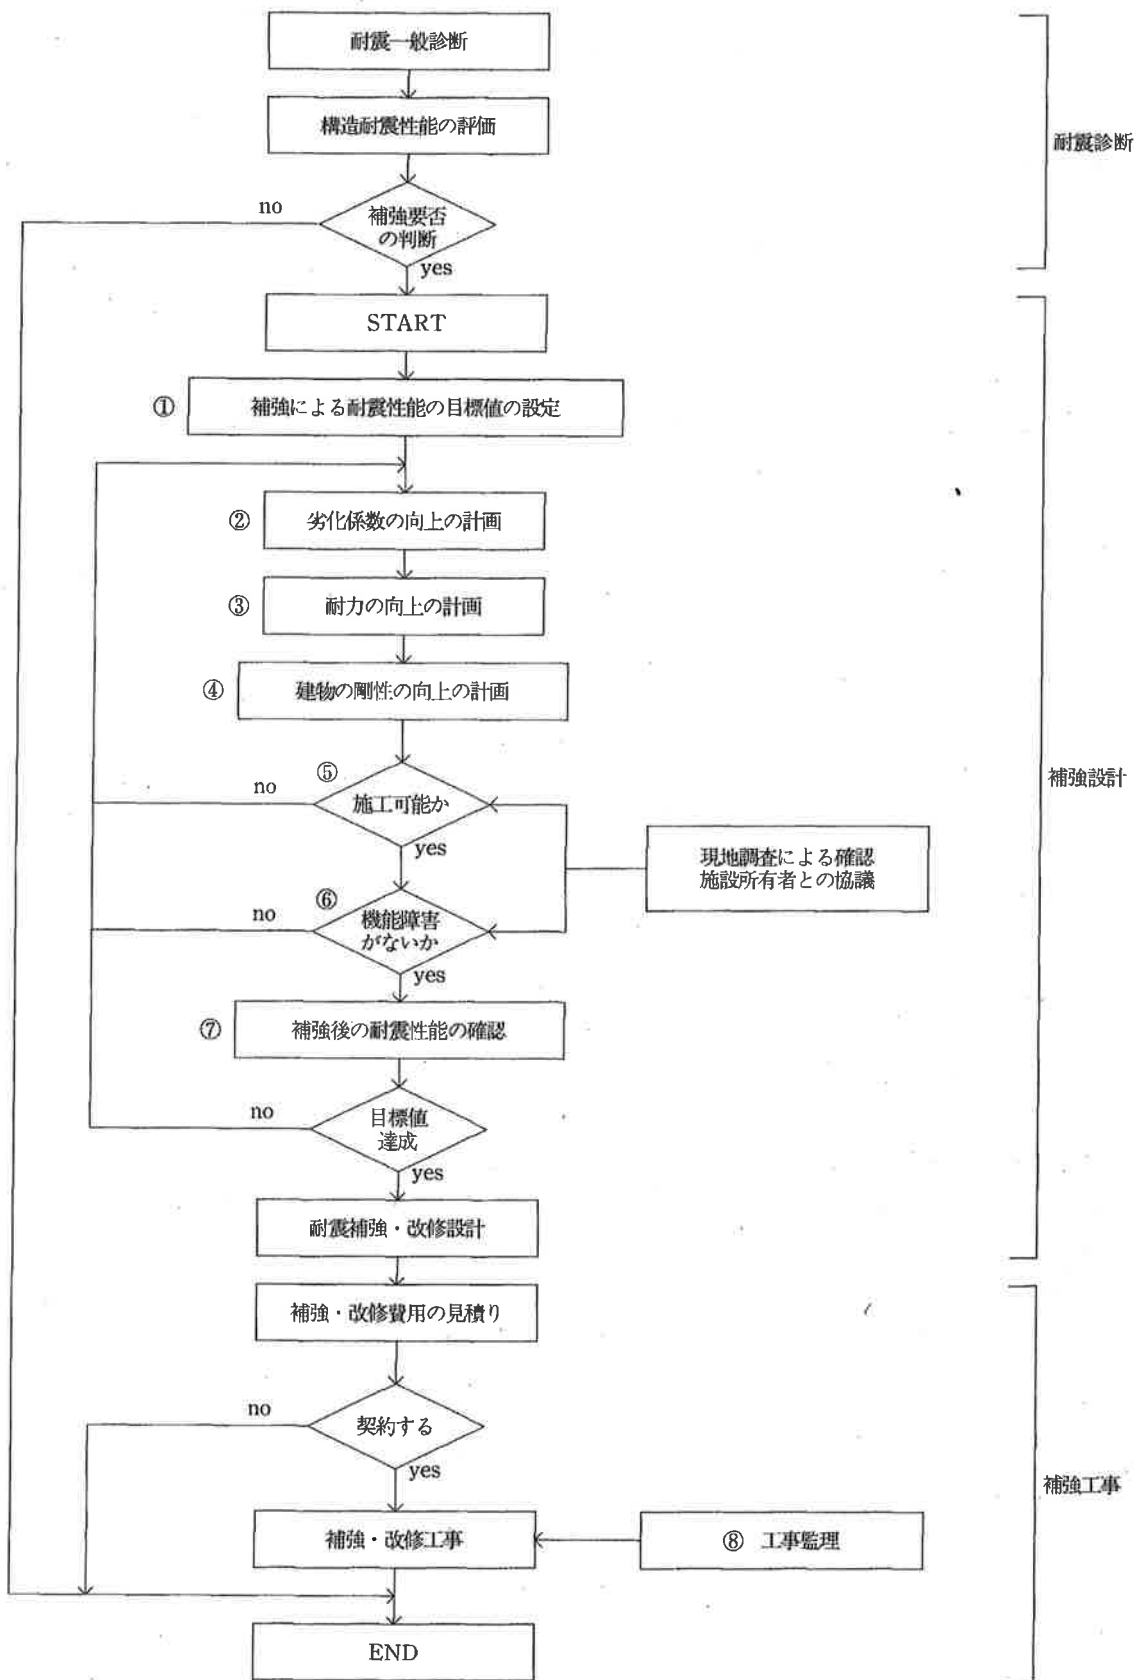 耐震一般診断
構造耐震性能の評価
耐震診断
no
補強要否
の判断
yes
START
① 補強による耐震性能の目標値の設定
② 劣化係数の向上の計画
③ 耐力の向上の計画
④ 建物の剛性の向上の計画
⑤
no
施工可能か
補強設計
yes
現地調査による確認
施設所有者との協議
⑥
no
機能障害
がないか
yes
⑦ 補強後の耐震性能の確認
no
目標値
達成
yes
耐震補強・改修設計
補強・改修費用の見積り
no
契約する
yes
補強工事
補強・改修工事
⑧ 工事監理
END